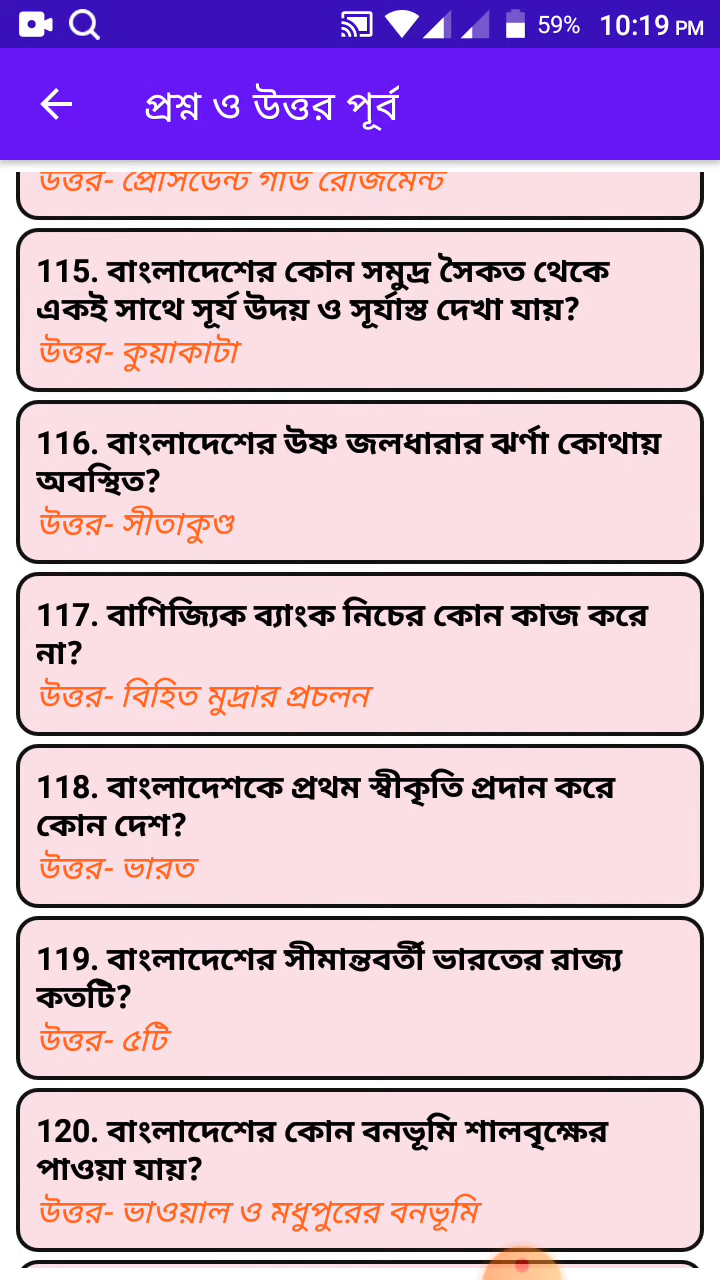 59% 10:19 PM
প্রশ্ন ও উত্তর পূর্ব
উত্তর- প্রেসিডেন্ট গার্ড রেজিমেন্ট
115. বাংলাদেশের কোন সমুদ্র সৈকত থেকে
একই সাথে সূর্য উদয় ও সূর্যাস্ত দেখা যায়?
উত্তর- কুয়াকাটা
116. বাংলাদেশের উষ্ণ জলধারার ঝর্ণা কোথায়
অবস্থিত?
উত্তর- সীতাকুণ্ড
117. বাণিজ্যিক ব্যাংক নিচের কোন কাজ করে
না?
উত্তর- বিহিত মুদ্রার প্রচলন
118. বাংলাদেশকে প্রথম স্বীকৃতি প্রদান করে
কোন দেশ?
উত্তর- ভারত
119. বাংলাদেশের সীমান্তবর্তী ভারতের রাজ্য
কতটি?
উত্তর- ৫টি
120. বাংলাদেশের কোন বনভূমি শালবৃক্ষের
পাওয়া যায়?
উত্তর- ভাওয়াল ও মধুপুরের বনভূমি